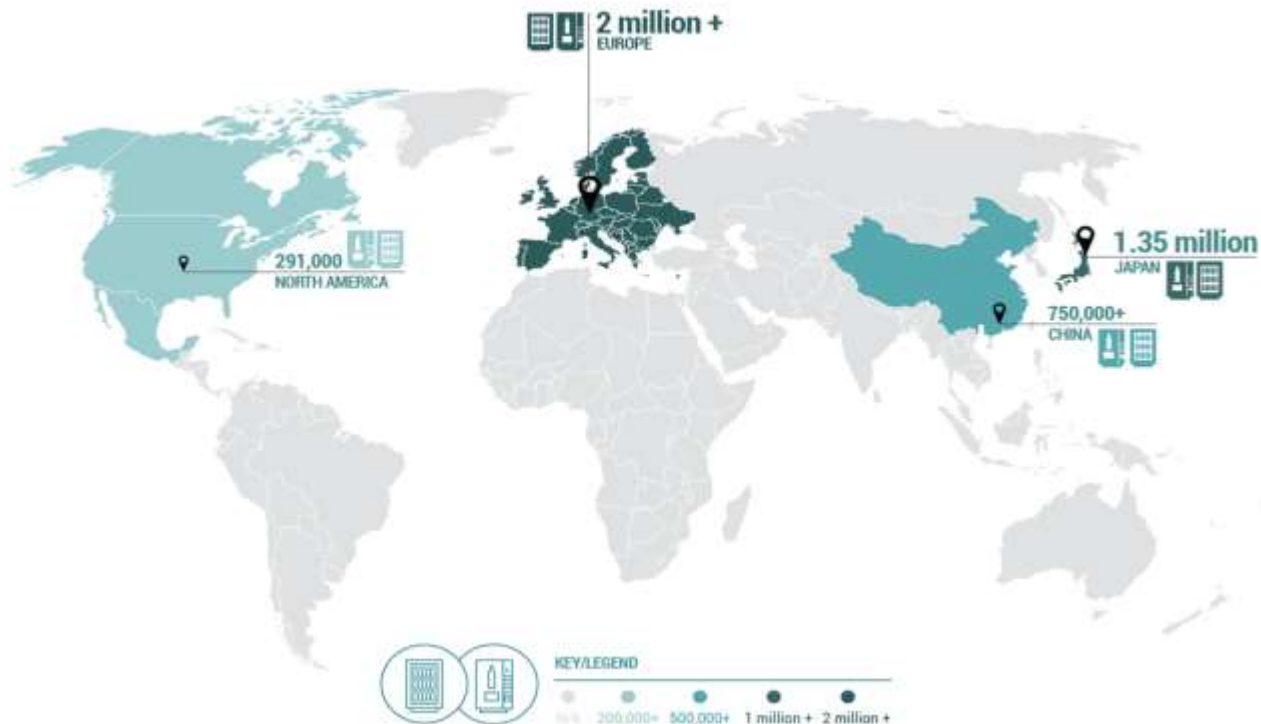 2 million +
EUROPE
291,000
NORTH AMERICA
1.35 million
JAPAN
750,000+
CHINA
KEY/LEGEND
200,000+ 500,000+ 1 million + 2 million +